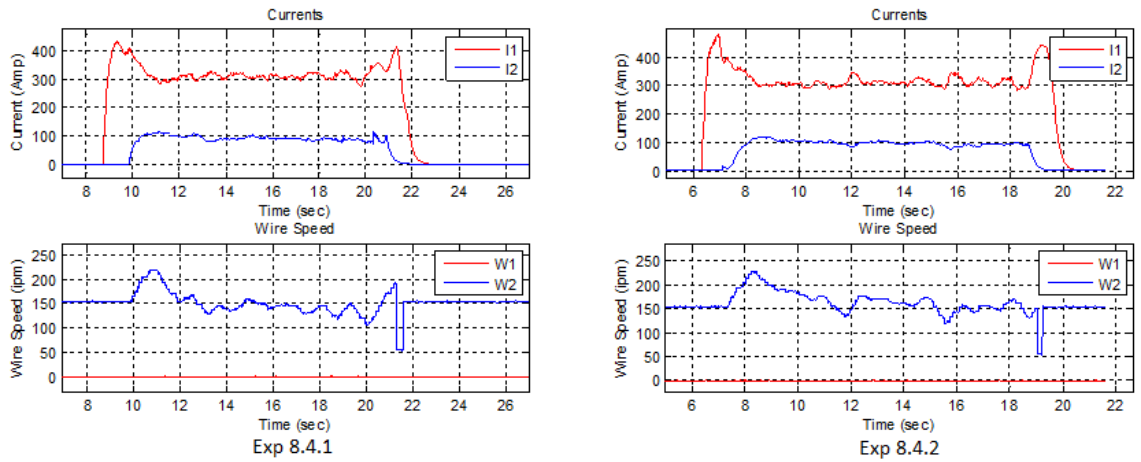 Currents
Current (Amp)
400
300
200
100
0
I1
I2
8 10 12 14 16 18 20 22 24 26
Time (sec)
Wire Speed
Wire Speed (ipm)
250
200
150
100
50
0
W1
W2
8 10 12 14 16 18 20 22 24 26
Time (sec)
Exp 8.4.1
Currents
Current (Amp)
400
300
200
100
0
I1
I2
6 8 10 12 14 16 18 20 22
Time (sec)
Wire Speed
Wire Speed (ipm)
250
200
150
100
50
0
W1
W2
6 8 10 12 14 16 18 20 22
Time (sec)
Exp 8.4.2